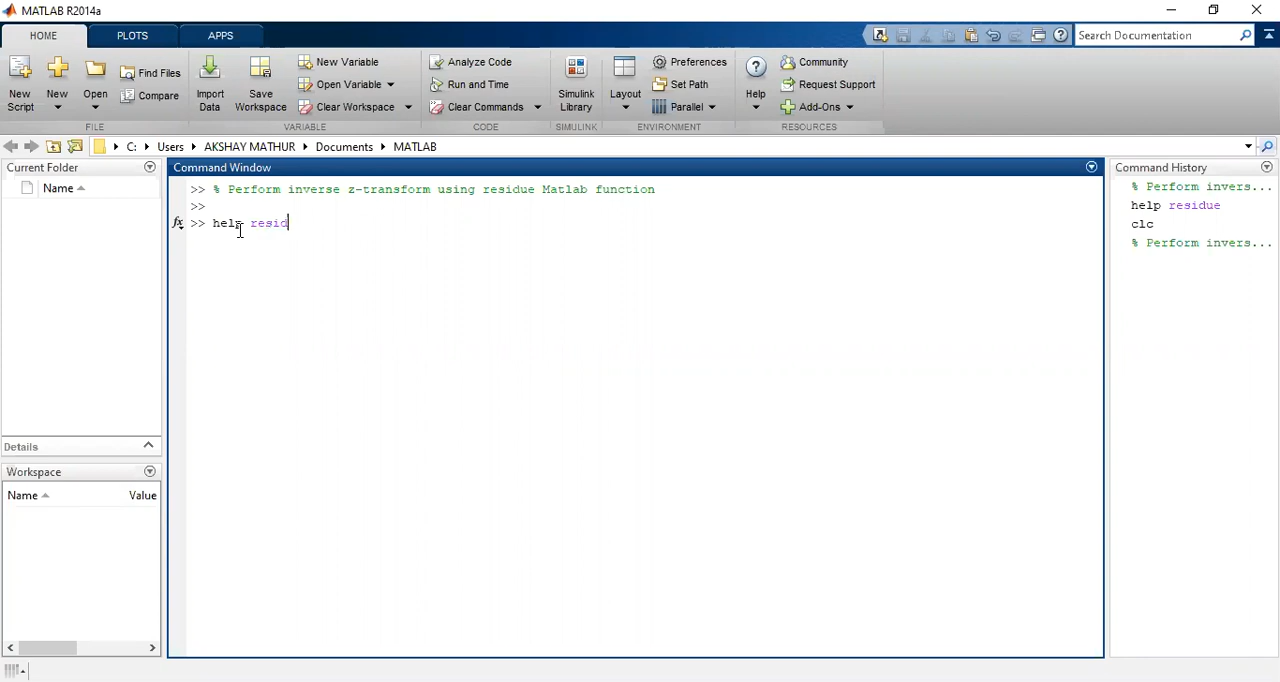 MATLAB R2014a
HOME PLOTS APPS
Search Documentation
New Script
New
Open
Find Files
Compare
Import Data
Save Workspace
New Variable
Open Variable
Clear Workspace
Analyze Code
Run and Time
Clear Commands
Simulink Library
Layout
Preferences
Set Path
Parallel
Help
Community
Request Support
Add-Ons
FILE VARIABLE CODE SIMULINK ENVIRONMENT RESOURCES
C: Users AKSHAY MATHUR Documents MATLAB
Current Folder
Name
Details
Workspace
Name Value
Command Window
>> % Perform inverse z-transform using residue Matlab function
>>
fx >> help resid
Command History
% Perform invers...
help residue
clc
% Perform invers...